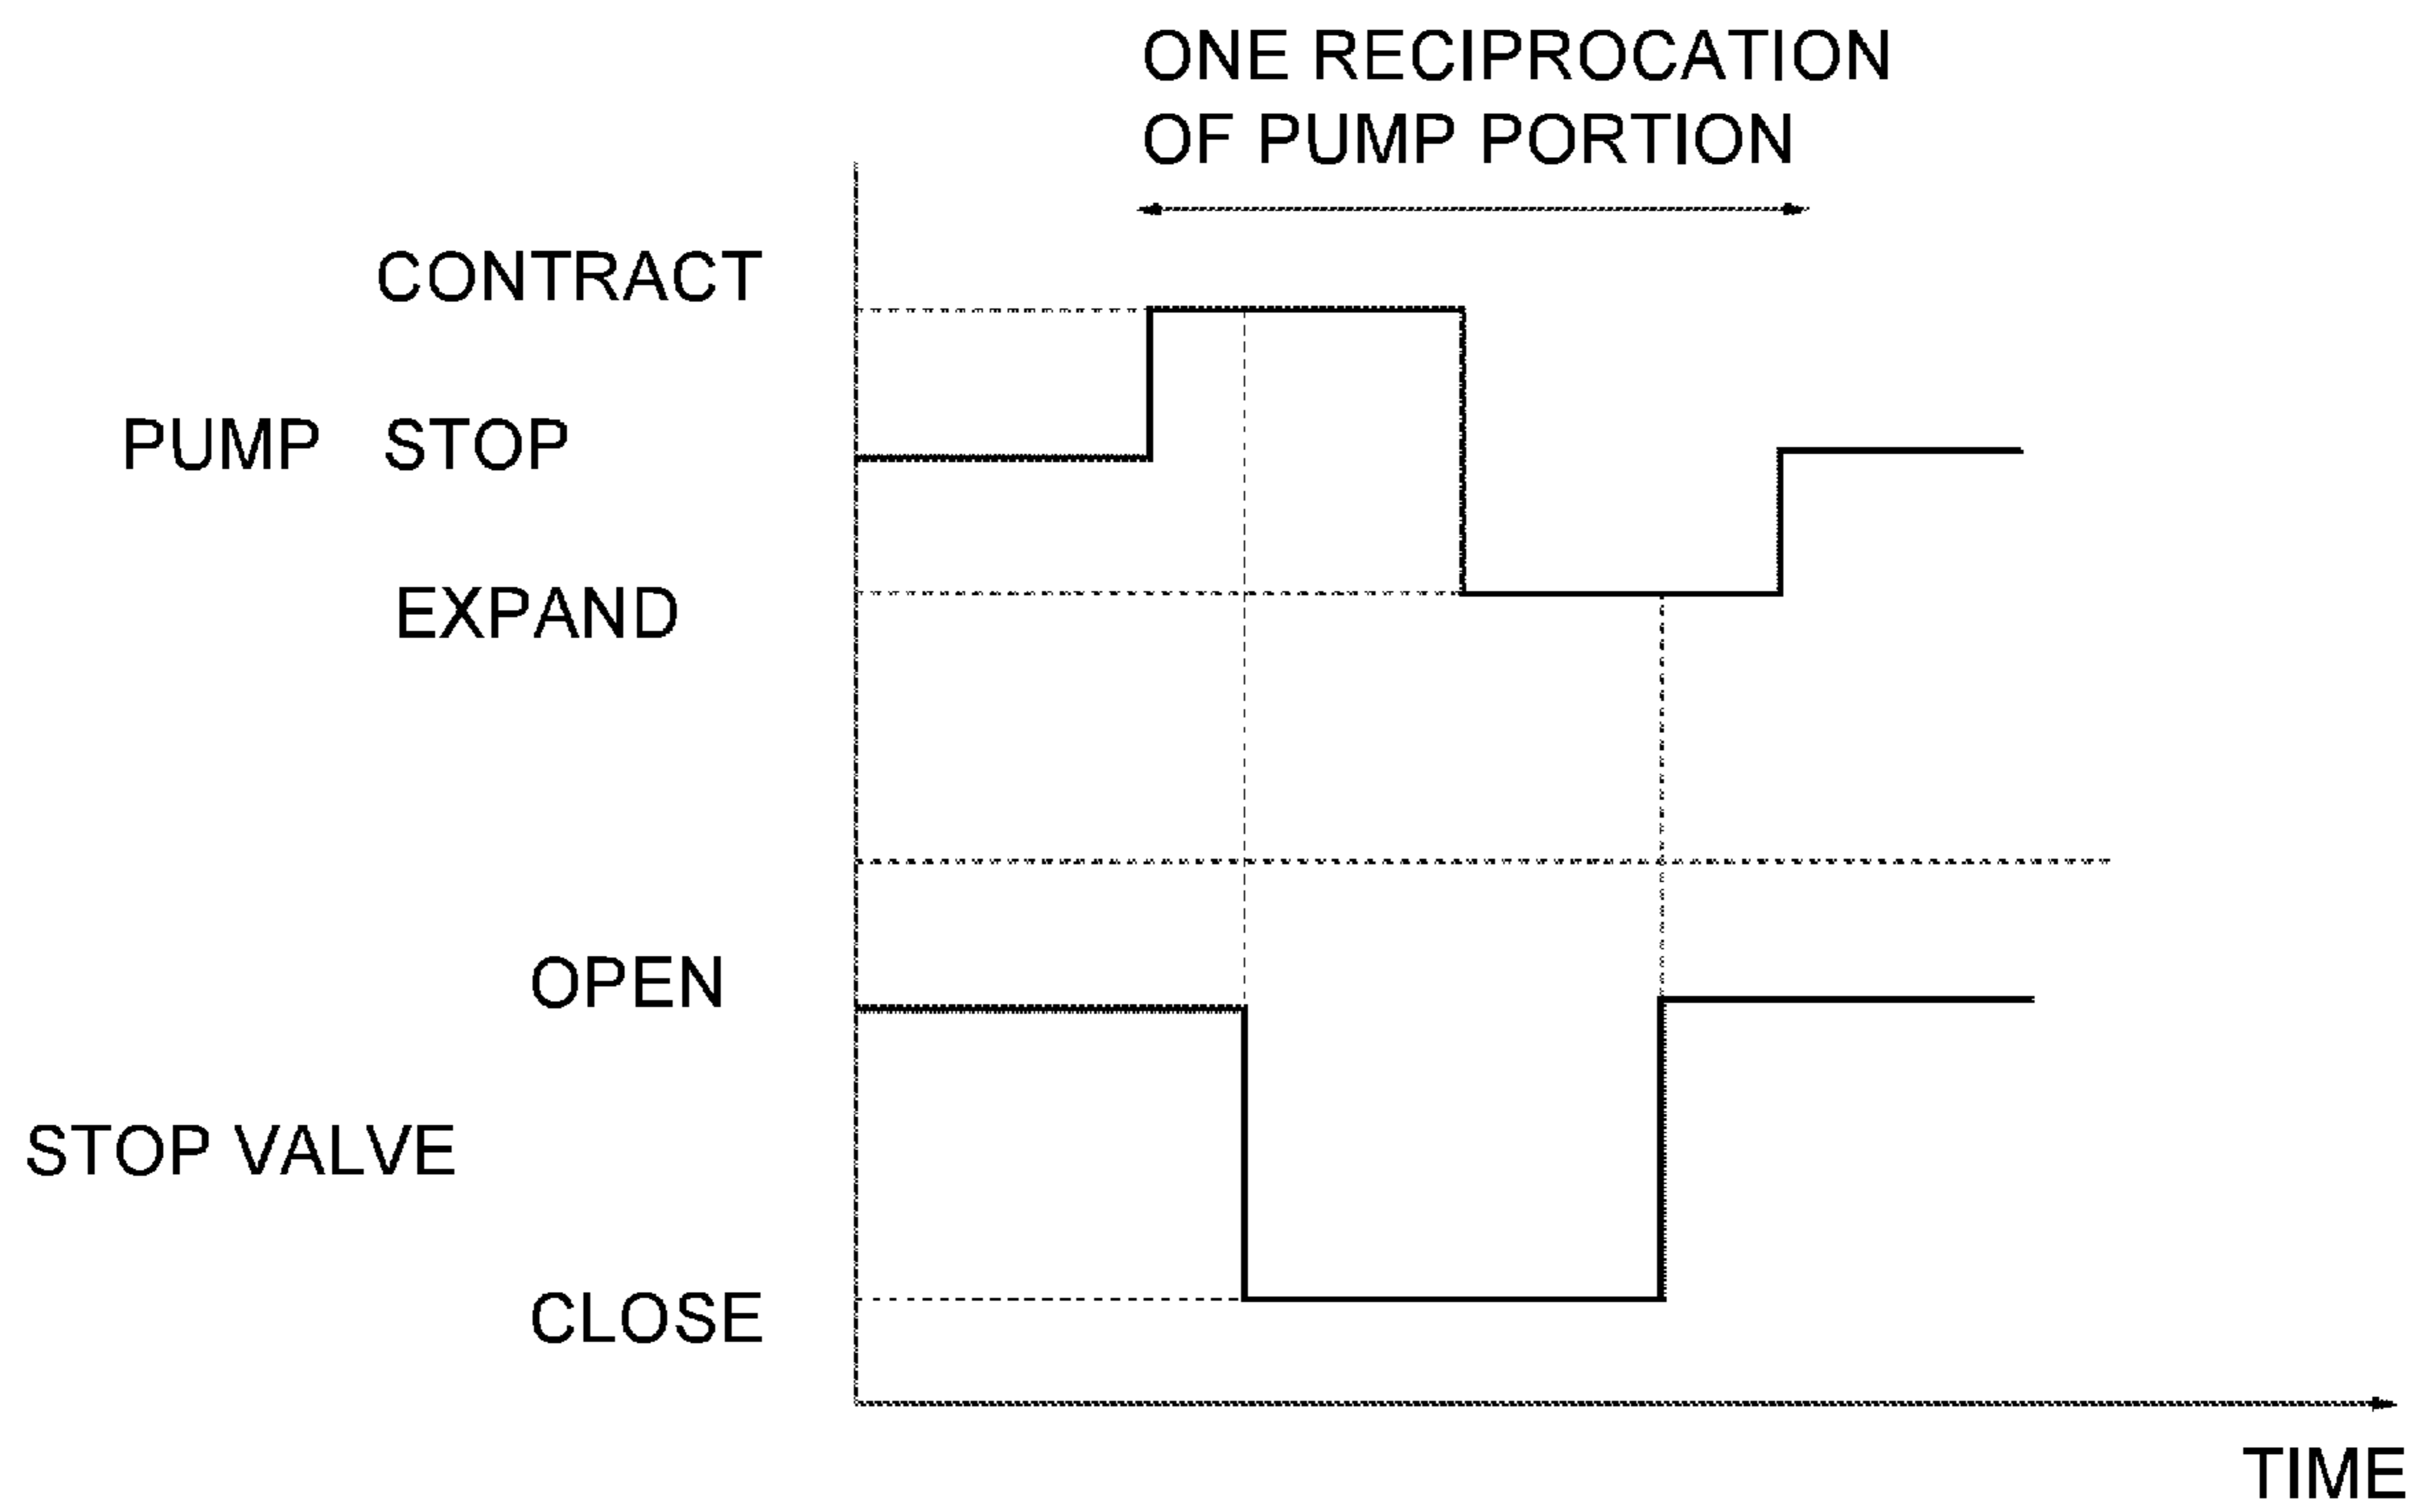 ONE RECIPROCATION
OF PUMP PORTION
CONTRACT
PUMP STOP
EXPAND
OPEN
STOP VALVE
CLOSE
TIME